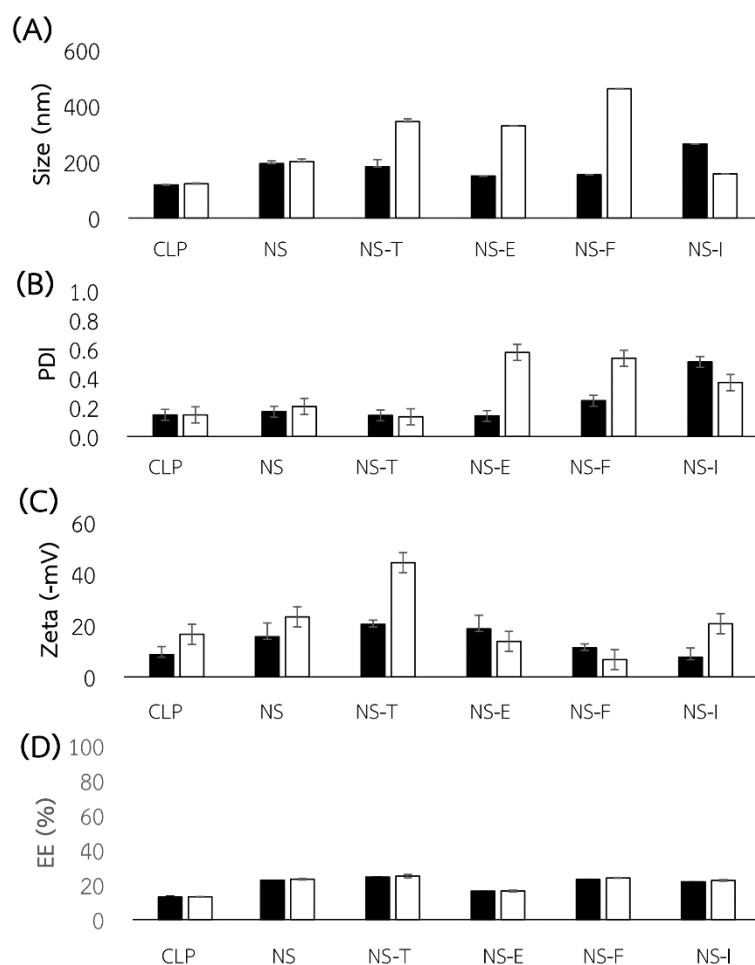 (A)
Size (nm)
600
400
200
0
CLP NS NS-T NS-E NS-F NS-I
(B)
PDI
1.0
0.8
0.6
0.4
0.2
0.0
CLP NS NS-T NS-E NS-F NS-I
(C)
Zeta (-mV)
60
40
20
0
CLP NS NS-T NS-E NS-F NS-I
(D)
EE (%)
100
80
60
40
20
0
CLP NS NS-T NS-E NS-F NS-I